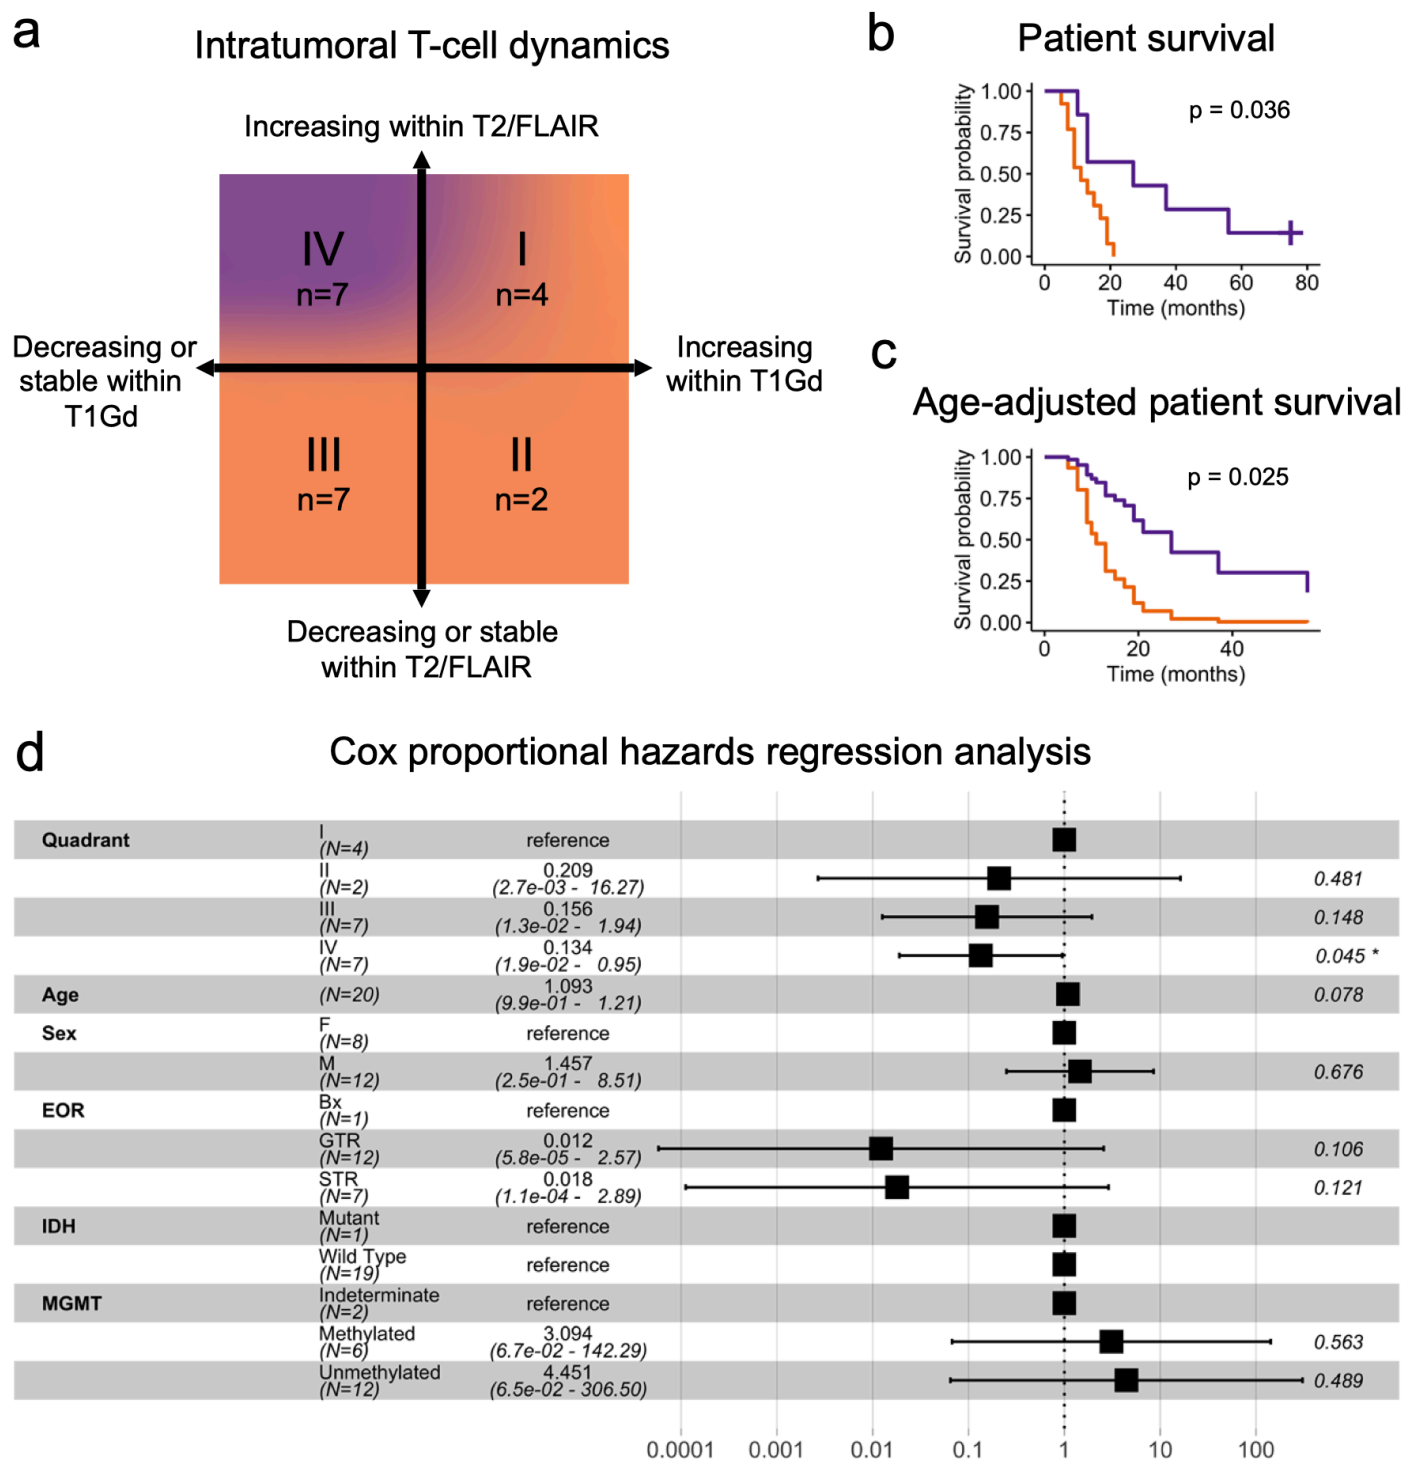 a
Intratumoral T-cell dynamics
Increasing within T2/FLAIR
IV
n=7
I
n=4
Decreasing or
stable within
T1Gd
Increasing
within T1Gd
III
n=7
II
n=2
Decreasing or stable
within T2/FLAIR
b
Patient survival
Survival probability
1.00
0.75
0.50
0.25
0.00
p = 0.036
0 20 40 60 80
Time (months)
c
Age-adjusted patient survival
Survival probability
1.00
0.75
0.50
0.25
0.00
p = 0.025
0 20 40
Time (months)
d
Cox proportional hazards regression analysis
Quadrant I reference
(N=4)
II 0.209
(N=2) (2.7e-03 - 16.27) 0.481
III 0.156
(N=7) (1.3e-02 - 1.94) 0.148
IV 0.134
(N=7) (1.9e-02 - 0.95) 0.045 *
Age (N=20) 1.093
(9.9e-01 - 1.21) 0.078
Sex F reference
(N=8)
M 1.457
(N=12) (2.5e-01 - 8.51) 0.676
EOR Bx reference
(N=1)
GTR 0.012
(N=12) (5.8e-05 - 2.57) 0.106
STR 0.018
(N=7) (1.1e-04 - 2.89) 0.121
IDH Mutant reference
(N=1)
Wild Type reference
(N=19)
MGMT Indeterminate reference
(N=2)
Methylated 3.094
(N=6) (6.7e-02 - 142.29) 0.563
Unmethylated 4.451
(N=12) (6.5e-02 - 306.50) 0.489
0.0001 0.001 0.01 0.1 1 10 100